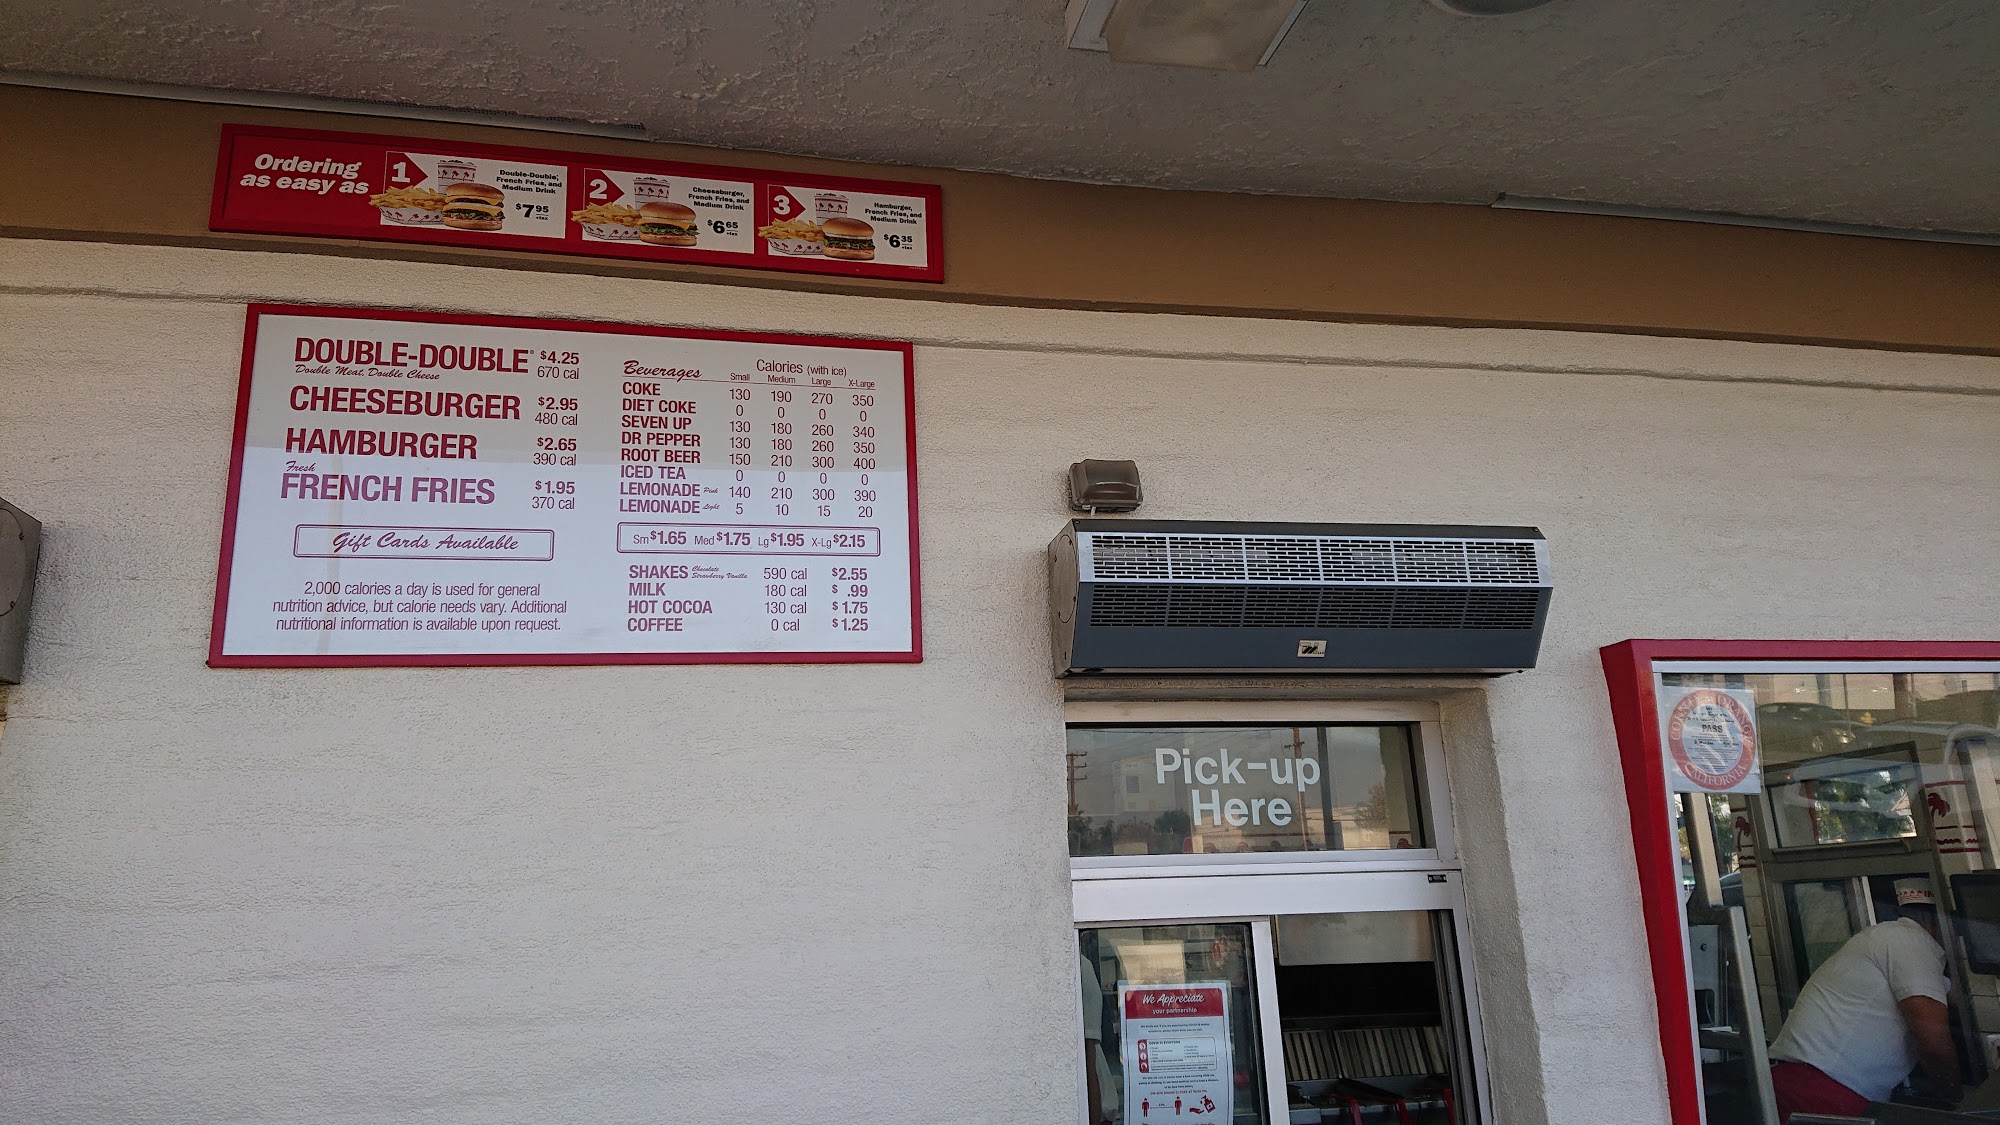 Ordering
as easy as
1
Double-Double,
French Fries, and
Medium Drink
$7.95
+tax
2
Cheeseburger,
French Fries, and
Medium Drink
$6.65
+tax
3
Hamburger,
French Fries, and
Medium Drink
$6.35
+tax
DOUBLE-DOUBLE® $4.25
Double Meat, Double Cheese 670 cal
CHEESEBURGER $2.95
480 cal
HAMBURGER $2.65
390 cal
Fresh
FRENCH FRIES $1.95
370 cal
Gift Cards Available
2,000 calories a day is used for general
nutrition advice, but calorie needs vary. Additional
nutritional information is available upon request.
Beverages Calories (with ice)
Small Medium Large X-Large
COKE 130 190 270 350
DIET COKE 0 0 0 0
SEVEN UP 130 180 260 340
DR PEPPER 130 180 260 350
ROOT BEER 150 210 300 400
ICED TEA 0 0 0 0
LEMONADE Pink 140 210 300 390
LEMONADE Light 5 10 15 20
Sm $1.65 Med $1.75 Lg $1.95 X-Lg $2.15
SHAKES Chocolate Strawberry Vanilla 590 cal $2.55
MILK 180 cal $.99
HOT COCOA 130 cal $1.75
COFFEE 0 cal $1.25
Pick-up
Here
We Appreciate
your partnership
PASS
CALIFORNIA